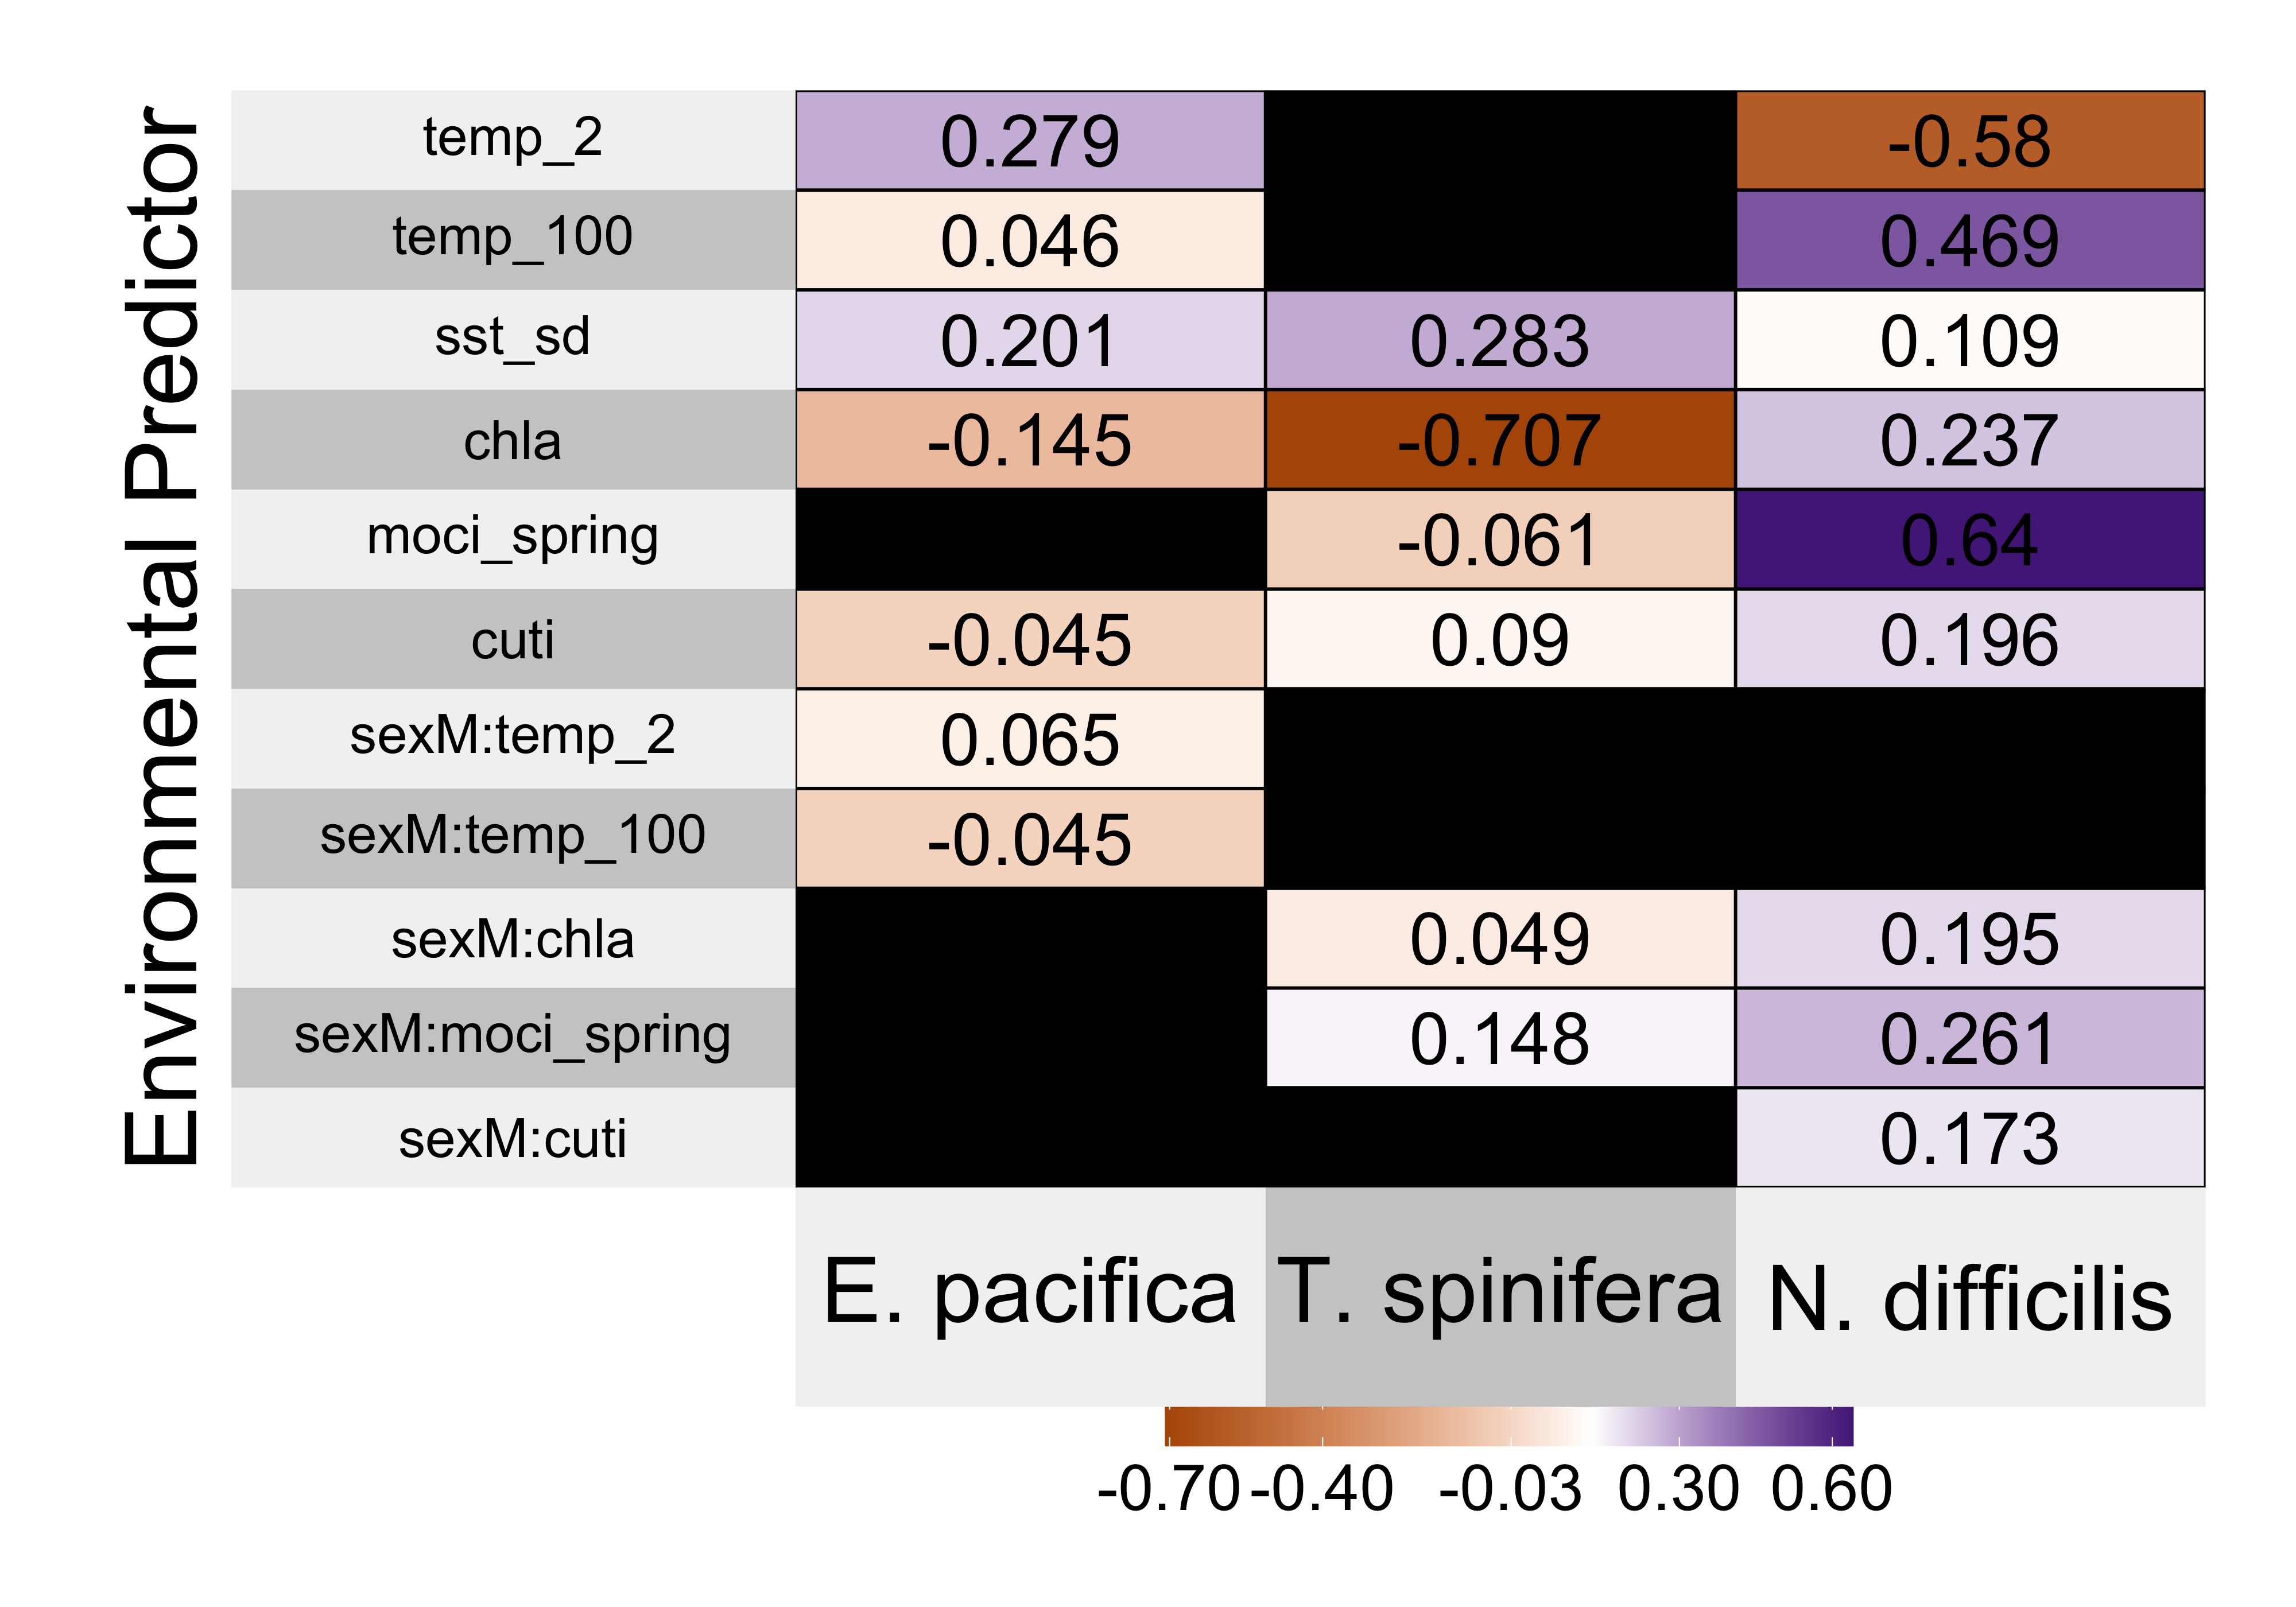 Environmental Predictor
temp_2 0.279 -0.58
temp_100 0.046 0.469
sst_sd 0.201 0.283 0.109
chla -0.145 -0.707 0.237
moci_spring -0.061 0.64
cuti -0.045 0.09 0.196
sexM:temp_2 0.065
sexM:temp_100 -0.045
sexM:chla 0.049 0.195
sexM:moci_spring 0.148 0.261
sexM:cuti 0.173
E. pacifica T. spinifera N. difficilis
-0.70 -0.40 -0.03 0.30 0.60